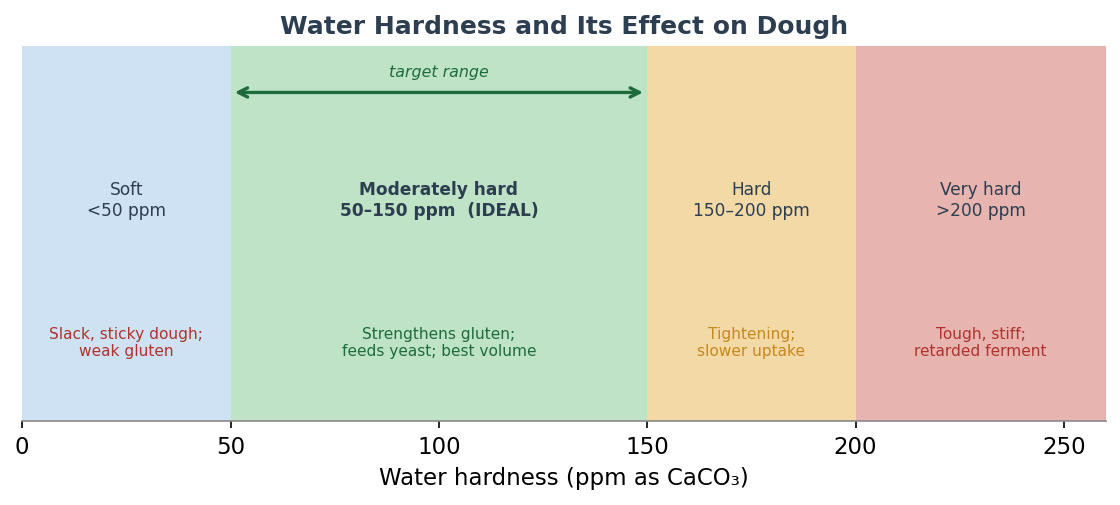 Water Hardness and Its Effect on Dough
target range
Soft
<50 ppm
Moderately hard
50–150 ppm  (IDEAL)
Hard
150–200 ppm
Very hard
>200 ppm
Slack, sticky dough;
weak gluten
Strengthens gluten;
feeds yeast; best volume
Tightening;
slower uptake
Tough, stiff;
retarded ferment
0 50 100 150 200 250
Water hardness (ppm as CaCO₃)